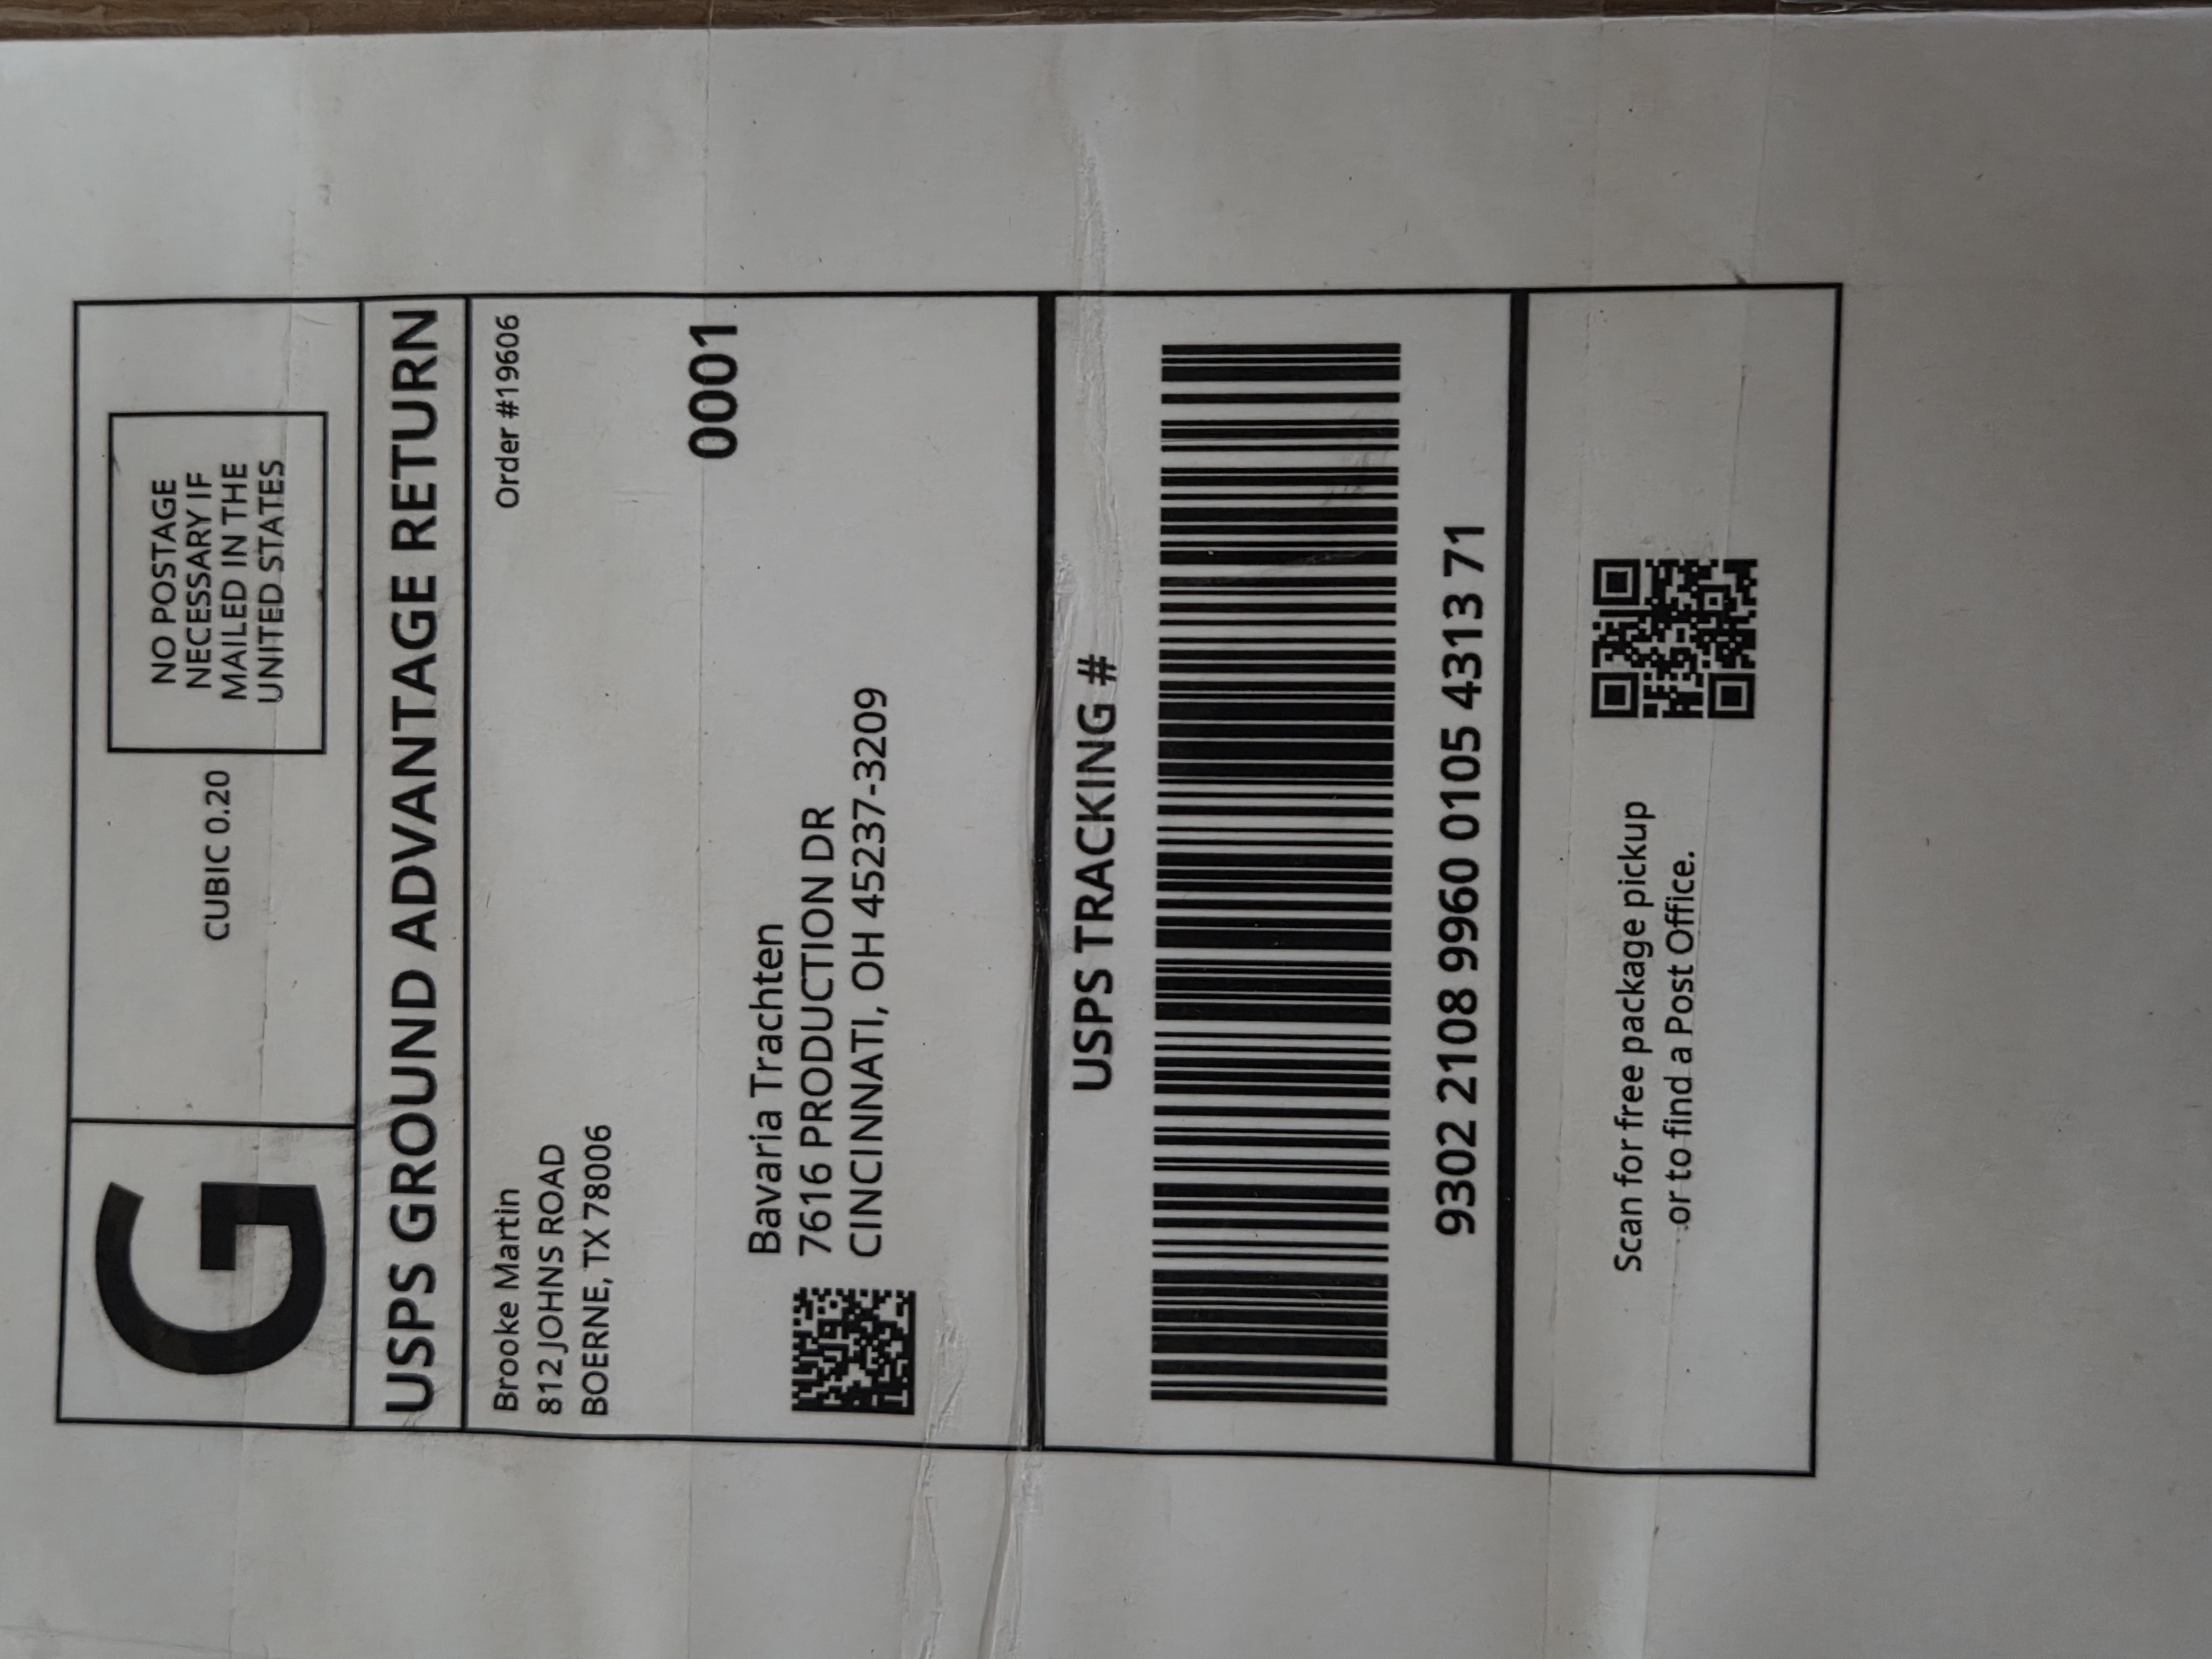 G
CUBIC 0.20
NO POSTAGE
NECESSARY IF
MAILED IN THE
UNITED STATES
USPS GROUND ADVANTAGE RETURN
Brooke Martin
812 JOHNS ROAD
BOERNE, TX 78006
Order #19606
0001
Bavaria Trachten
7616 PRODUCTION DR
CINCINNATI, OH 45237-3209
USPS TRACKING #
9302 2108 9960 0105 4313 71
Scan for free package pickup
or to find a Post Office.